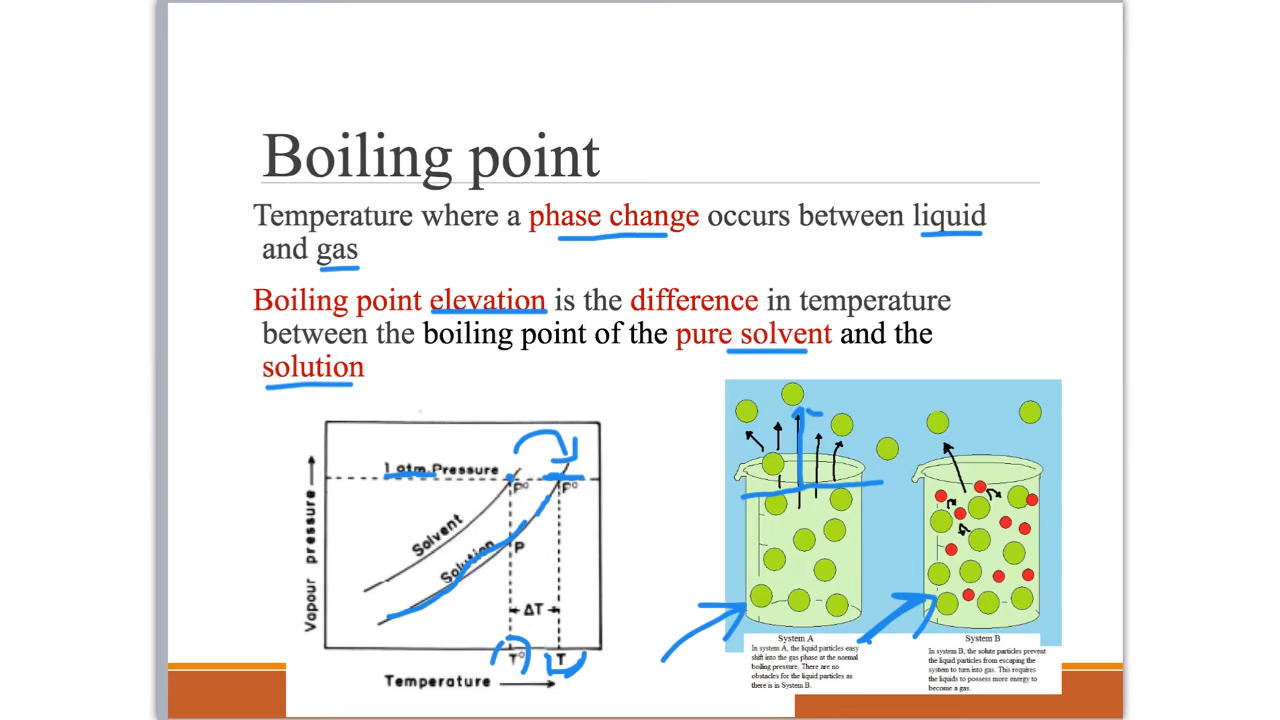 Boiling point
Temperature where a phase change occurs between liquid
and gas
Boiling point elevation is the difference in temperature
between the boiling point of the pure solvent and the
solution
1 atm Pressure
P° P°
Solvent
Solution P
Vapour pressure
ΔT
T° T
Temperature
System A
In system A, the liquid particles easy
shift into the gas phase at the normal
boiling pressure. There are no
obstacles for the liquid particles as
there is in System B.
System B
In system B, the solute particles prevent
the liquid particles from escaping the
system to turn into gas. This requires
the liquids to possess more energy to
become a gas.